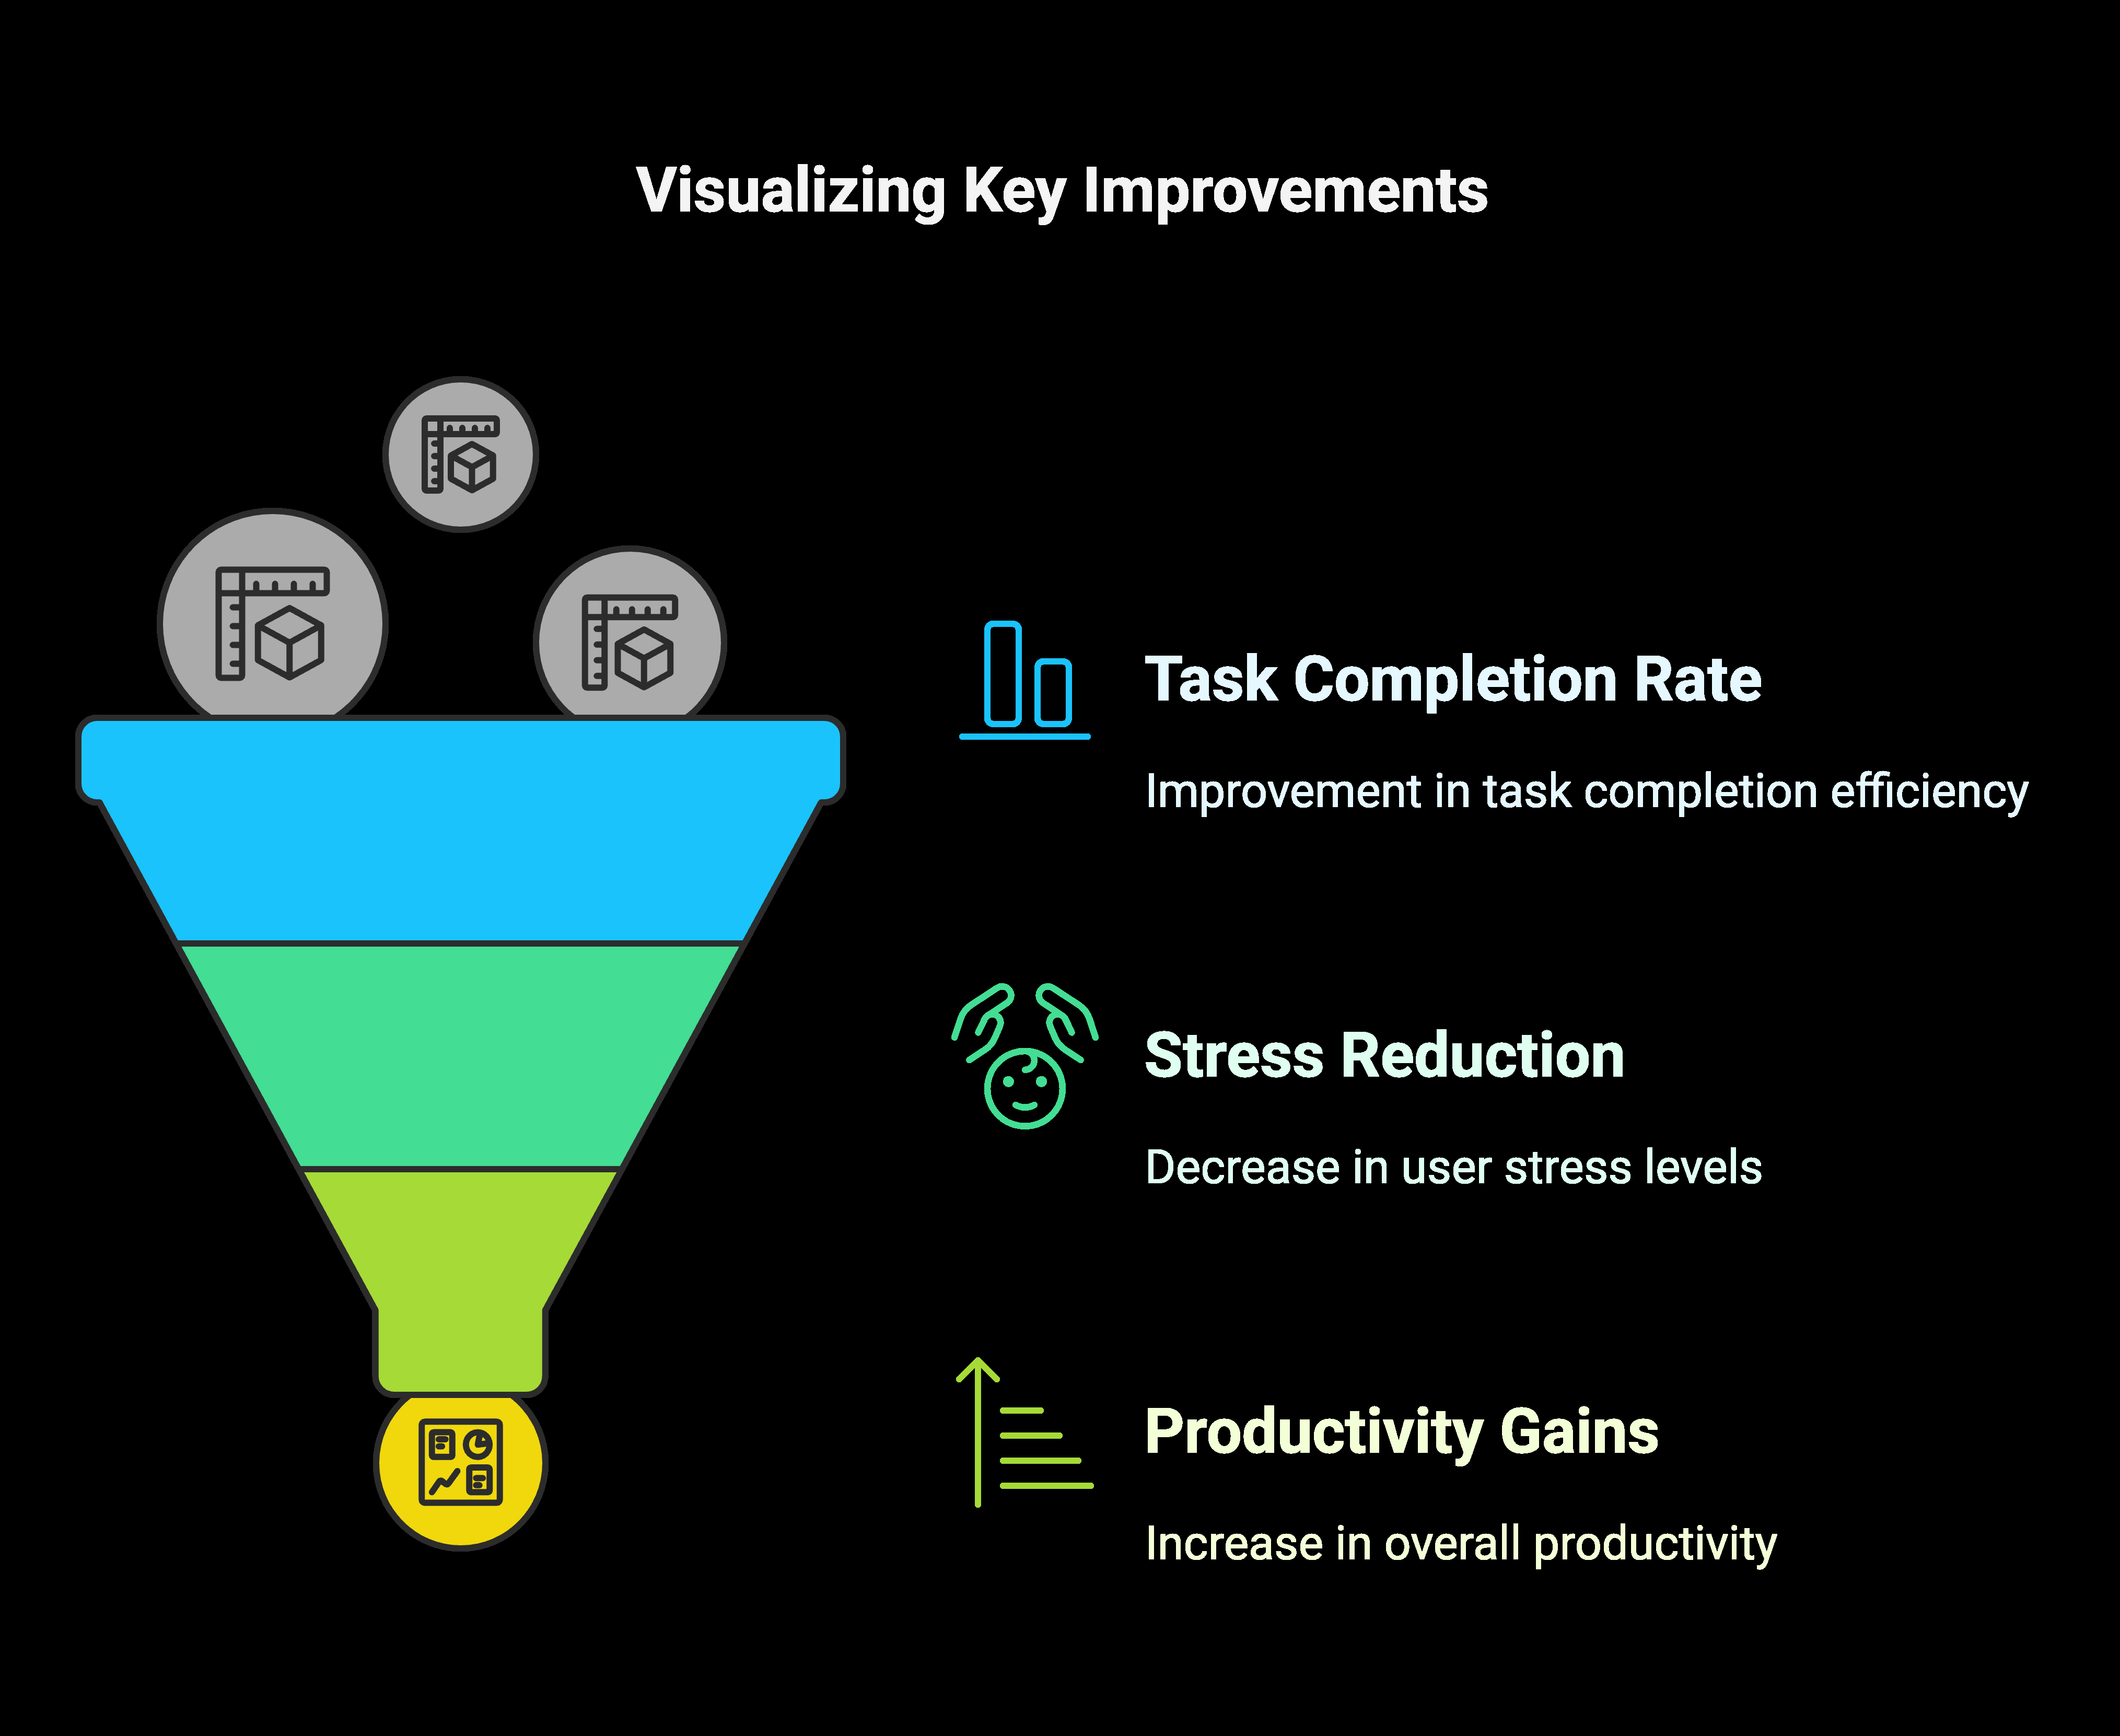 Visualizing Key Improvements
Task Completion Rate
Improvement in task completion efficiency
Stress Reduction
Decrease in user stress levels
Productivity Gains
Increase in overall productivity